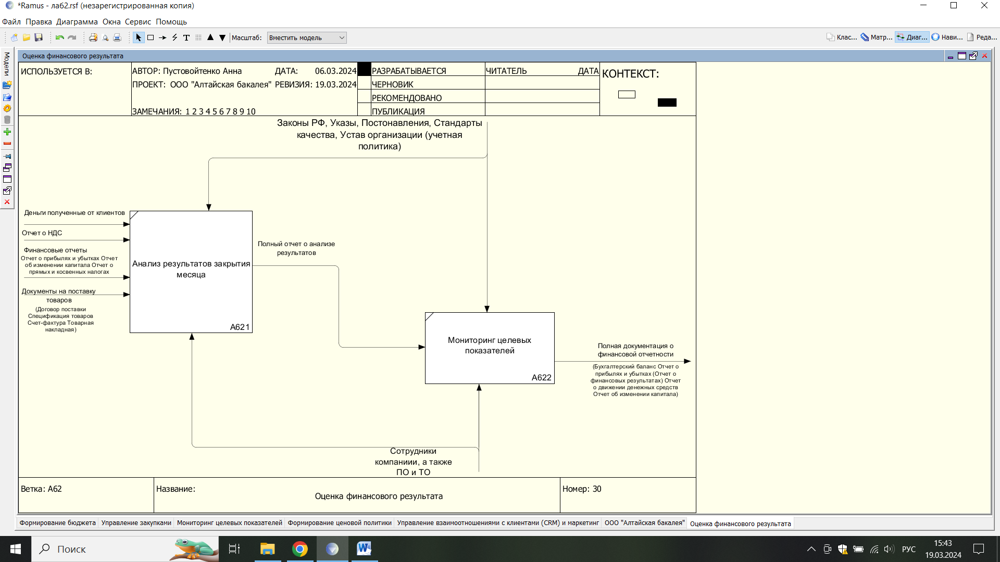 *Ramus - лаб2.rsf (незарегистрированная копия)
Файл Правка Диаграмма Окна Сервис Помощь
Масштаб: Вместить модель
Клас... Матр... Диаг... Нави... Реда...
Модели
Оценка финансового результата
ИСПОЛЬЗУЕТСЯ В:
АВТОР: Пустовойтенко Анна ДАТА: 06.03.2024
ПРОЕКТ: ООО "Алтайская бакалея" РЕВИЗИЯ: 19.03.2024
ЗАМЕЧАНИЯ: 1 2 3 4 5 6 7 8 9 10
РАЗРАБАТЫВАЕТСЯ
ЧЕРНОВИК
РЕКОМЕНДОВАНО
ПУБЛИКАЦИЯ
ЧИТАТЕЛЬ ДАТА
КОНТЕКСТ:
Законы РФ, Указы, Постонавления, Стандарты
качества, Устав организации (учетная
политика)
Деньги полученные от клиентов
Отчет о НДС
Финансовые отчеты
Отчет о прибылях и убытках Отчет
об изменении капитала Отчет о
прямых и косвенных налогах
Документы на поставку
товаров
(Договор поставки
Спецификация товаров
Счет-фактура Товарная
накладная)
Анализ результатов закрытия
месяца
A621
Полный отчет о анализе
результатов
Мониторинг целевых
показателей
A622
Полная документация о
финансовой отчетности
(Бухгалтерский баланс Отчет о
прибылях и убытках (Отчет о
финансовых результатах) Отчет
о движении денежных средств
Отчет об изменении капитала)
Сотрудники
компаниии, а также
ПО и ТО
Ветка: A62
Название:
Оценка финансового результата
Номер: 30
Формирование бюджета Управление закупками Мониторинг целевых показателей Формирование ценовой политики Управление взаимоотношениями с клиентами (CRM) и маркетинг ООО "Алтайская бакалея" Оценка финансового результата
Поиск
РУС
15:43
19.03.2024